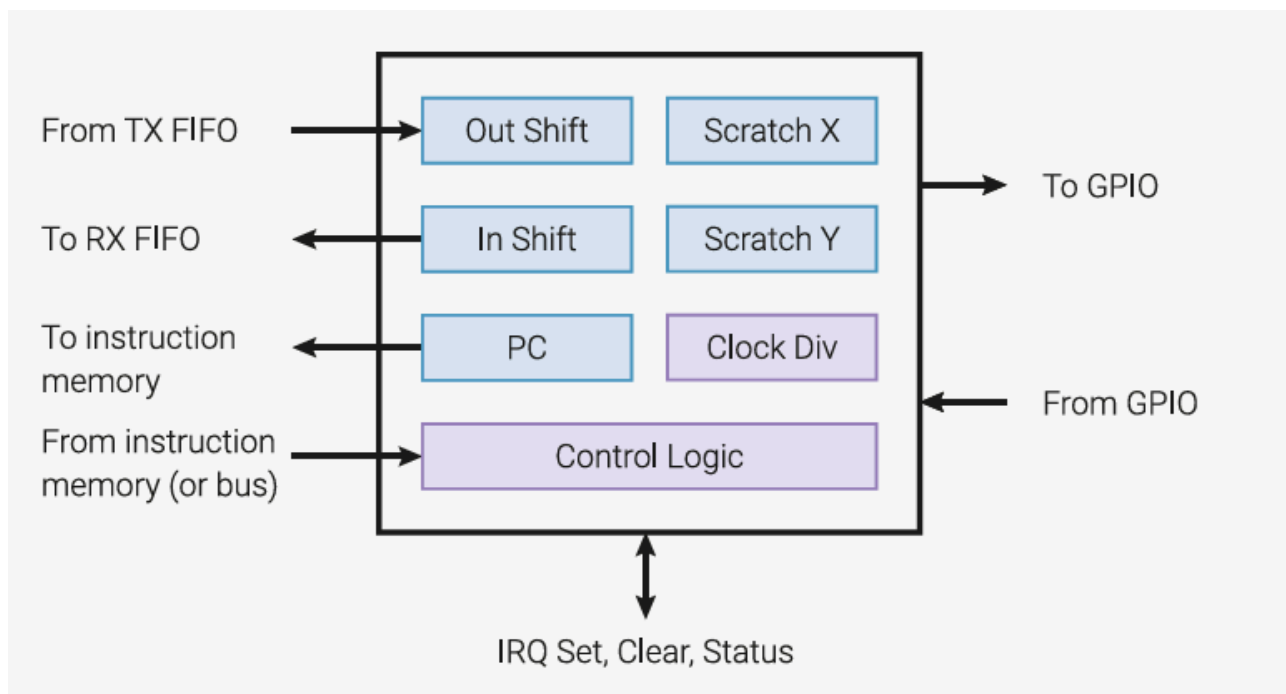 From TX FIFO
Out Shift
Scratch X
To GPIO
To RX FIFO
In Shift
Scratch Y
To instruction
memory
PC
Clock Div
From GPIO
From instruction
memory (or bus)
Control Logic
IRQ Set, Clear, Status